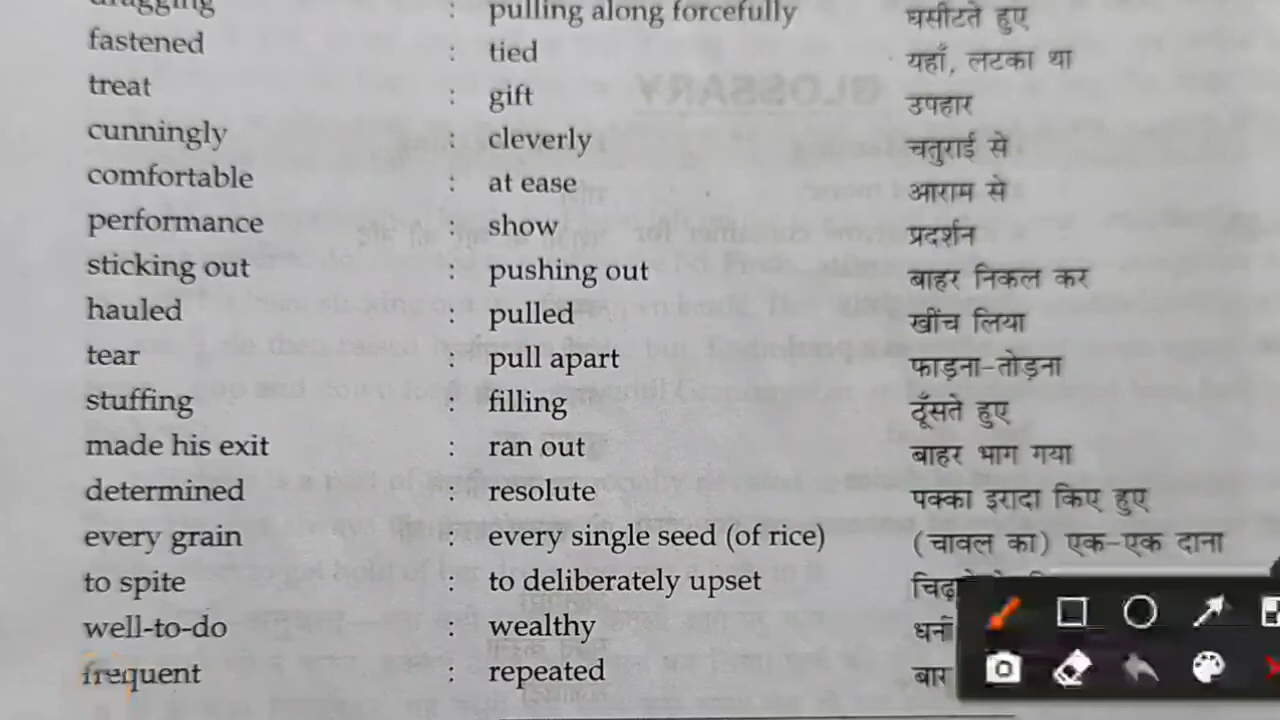 dragging : pulling along forcefully घसीटते हुए
fastened : tied यहाँ, लटका था
treat : gift उपहार
cunningly : cleverly चतुराई से
comfortable : at ease आराम से
performance : show प्रदर्शन
sticking out : pushing out बाहर निकल कर
hauled : pulled खींच लिया
tear : pull apart फाड़ना-तोड़ना
stuffing : filling ठूँसते हुए
made his exit : ran out बाहर भाग गया
determined : resolute पक्का इरादा किए हुए
every grain : every single seed (of rice) (चावल का) एक-एक दाना
to spite : to deliberately upset
well-to-do : wealthy धनी
frequent : repeated बार